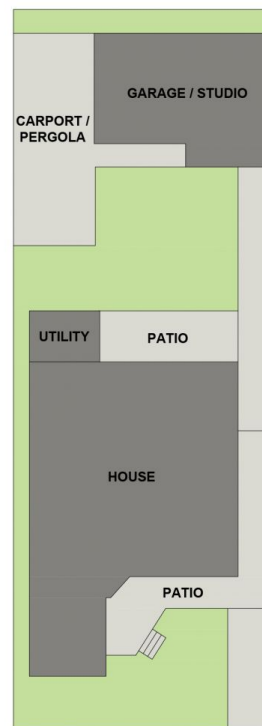 GARAGE / STUDIO
CARPORT /
PERGOLA
UTILITY
PATIO
HOUSE
PATIO